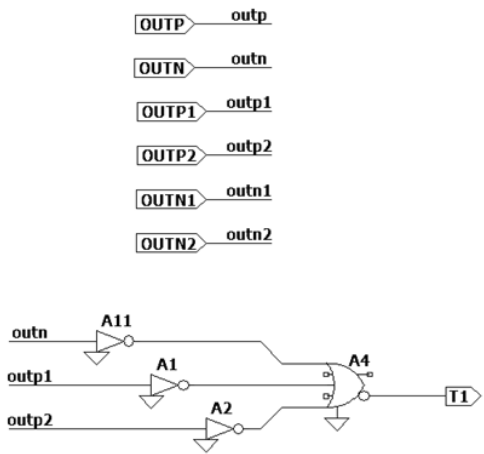 OUTP outp
OUTN outn
OUTP1 outp1
OUTP2 outp2
OUTN1 outn1
OUTN2 outn2
A11
outn
A1
A4
outp1
T1
A2
outp2